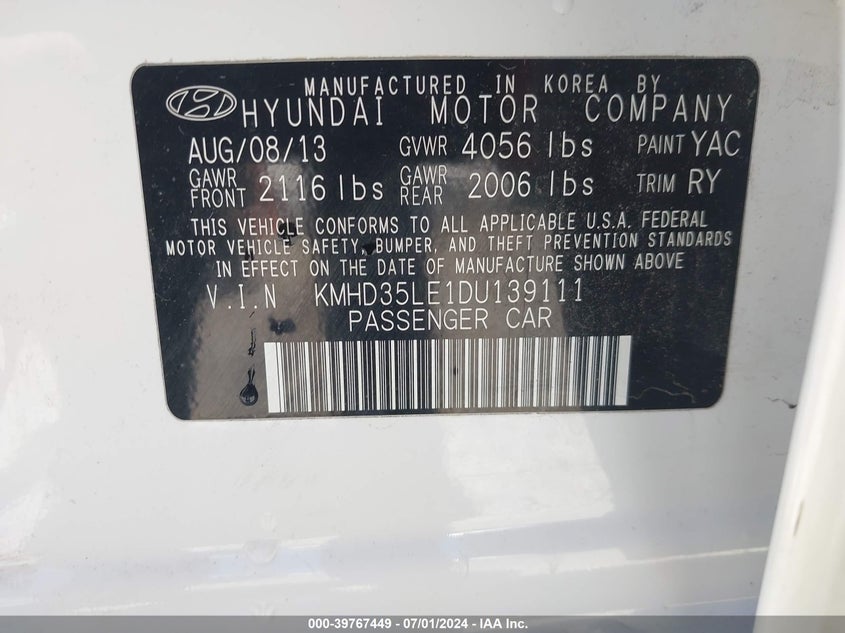 MANUFACTURED IN KOREA BY
HYUNDAI MOTOR COMPANY
AUG/08/13 GVWR 4056 lbs PAINT YAC
GAWR FRONT 2116 lbs GAWR REAR 2006 lbs TRIM RY
THIS VEHICLE CONFORMS TO ALL APPLICABLE U.S.A. FEDERAL
MOTOR VEHICLE SAFETY, BUMPER, AND THEFT PREVENTION STANDARDS
IN EFFECT ON THE DATE OF MANUFACTURE SHOWN ABOVE
V.I.N KMHD35LE1DU139111
PASSENGER CAR
000-39767449 - 07/01/2024 - IAA Inc.